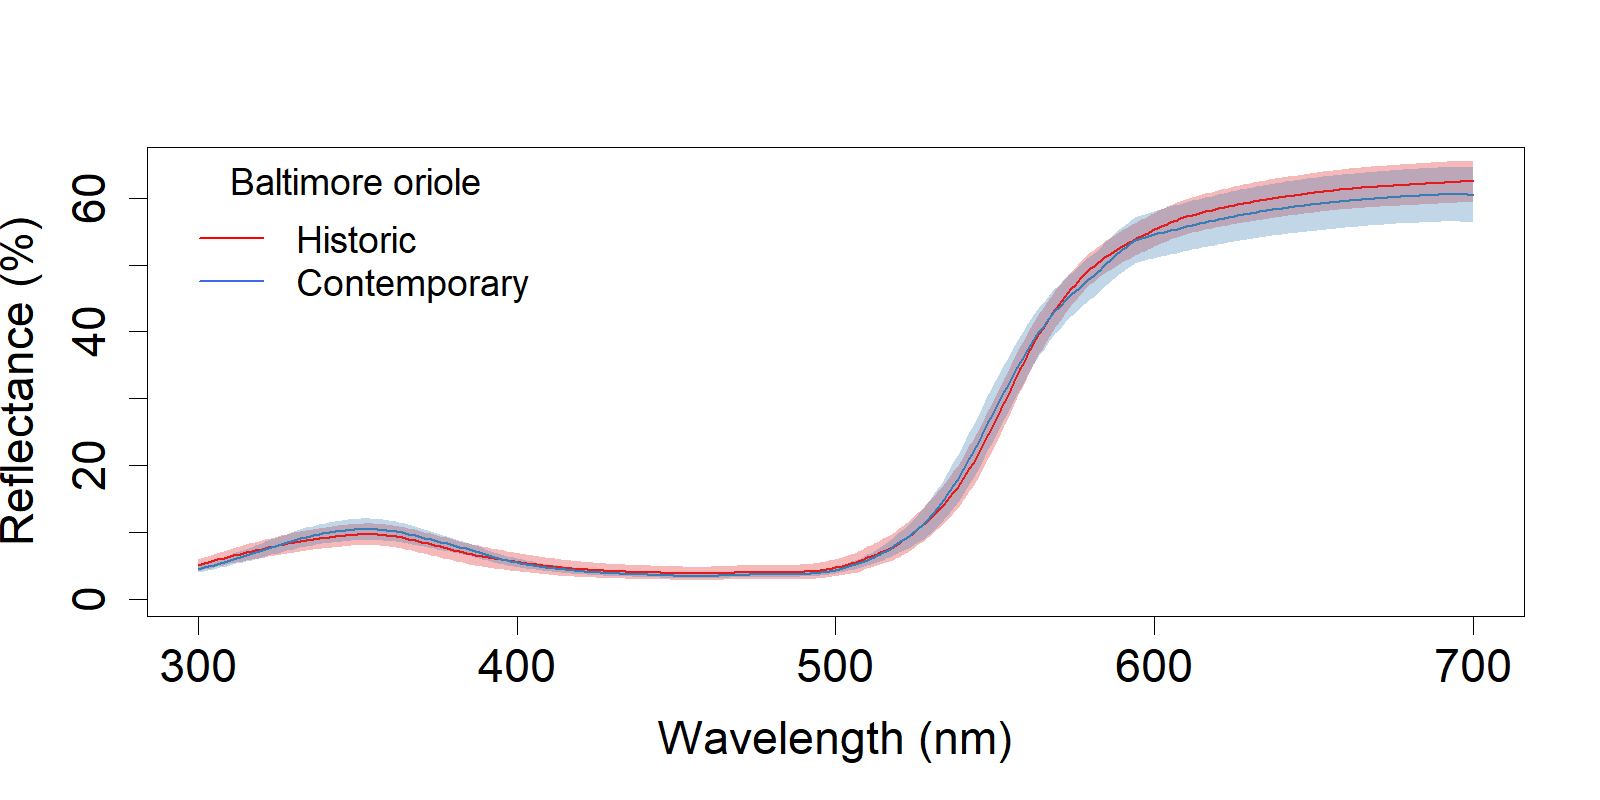 Baltimore oriole
Historic
Contemporary
Reflectance (%)
60
40
20
0
300 400 500 600 700
Wavelength (nm)